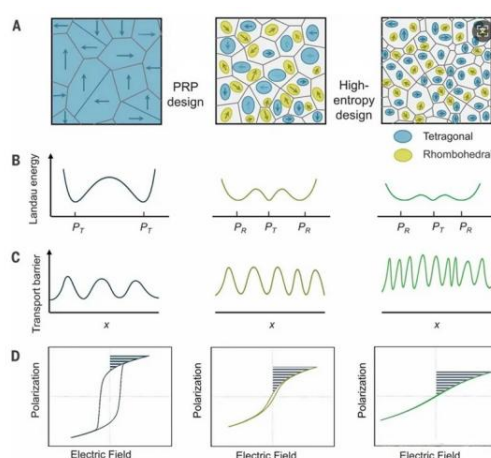 A
PRP
design
High-
entropy
design
Tetragonal
Rhombohedral
B
Landau energy
P_T
P_T
P_R
P_T
P_R
P_R
P_T
P_R
C
Transport barrier
x
x
x
D
Polarization
Electric Field
Polarization
Electric Field
Polarization
Electric Field